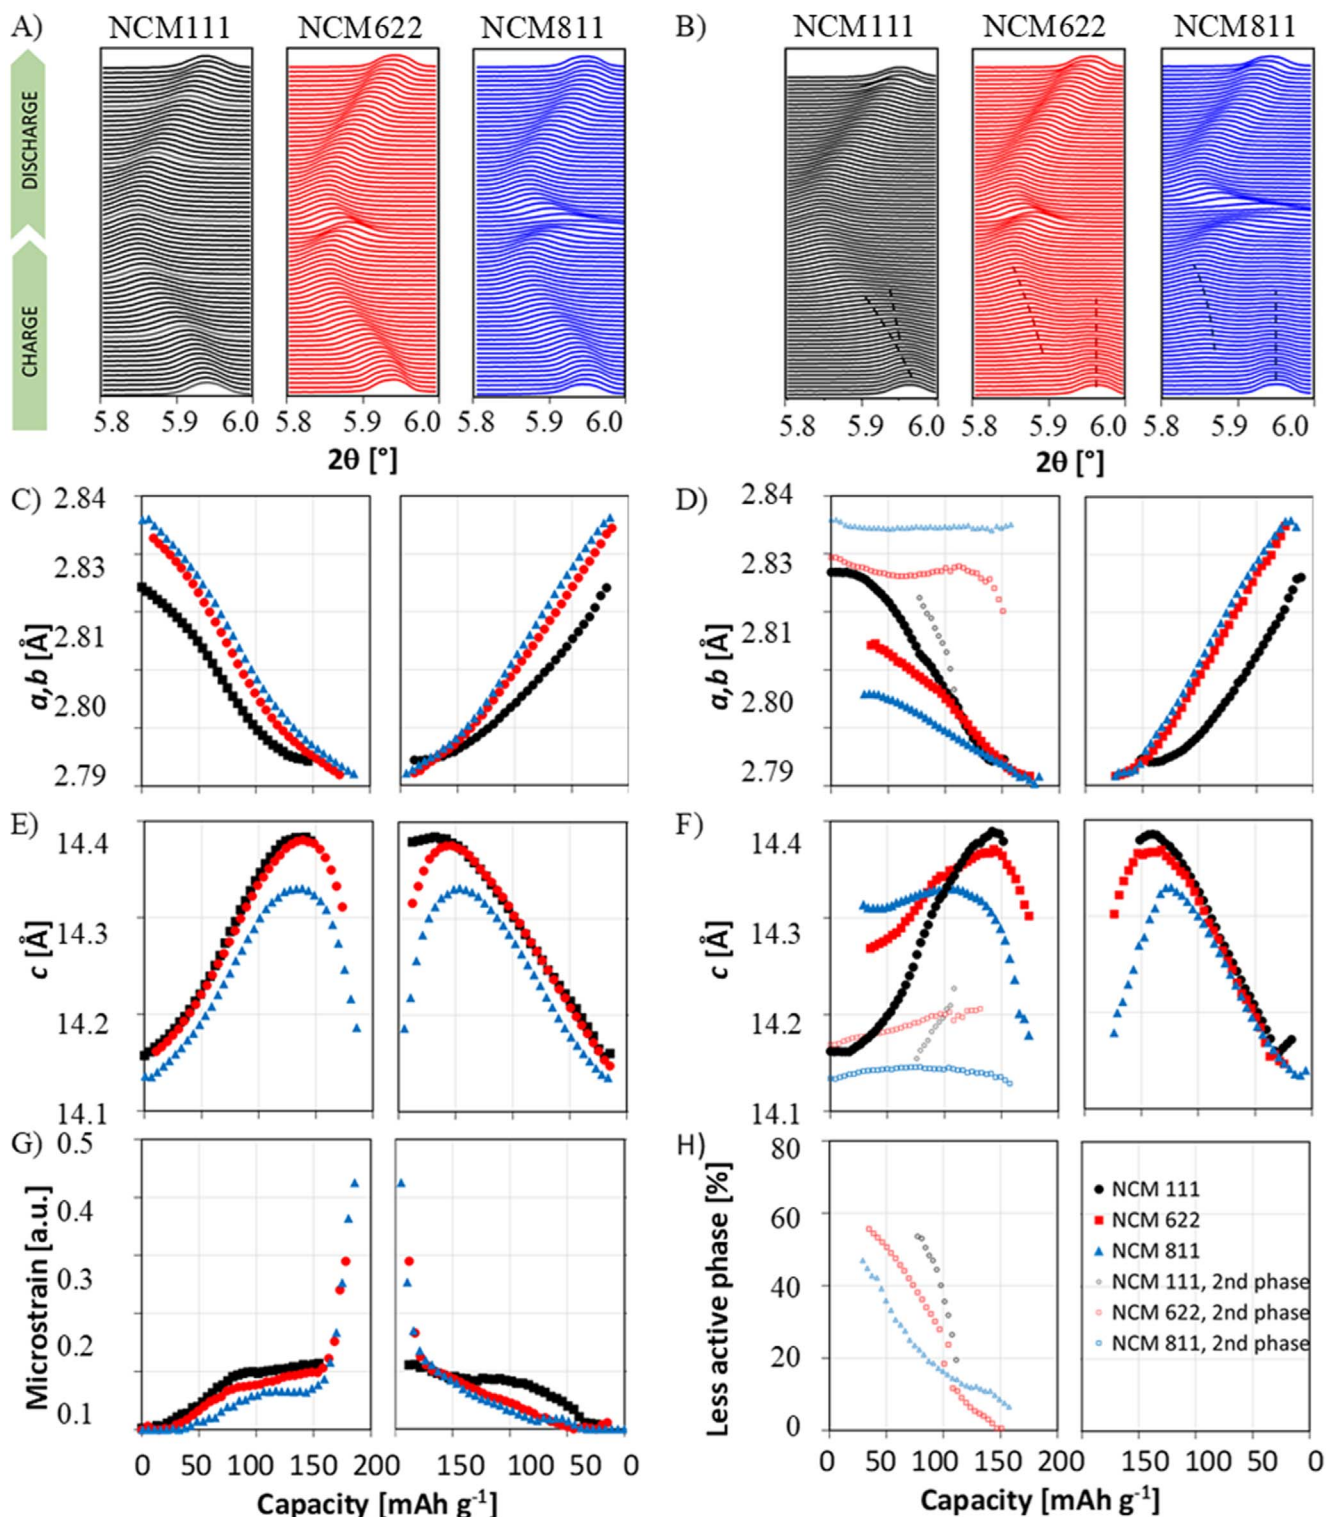 A) NCM111 NCM622 NCM811
B) NCM111 NCM622 NCM811
DISCHARGE
CHARGE
5.8 5.9 6.0 5.8 5.9 6.0 5.8 5.9 6.0
2θ [°]
5.8 5.9 6.0 5.8 5.9 6.0 5.8 5.9 6.0
2θ [°]
C) 2.84
2.83
2.81
2.80
2.79
a,b [Å]
D) 2.84
2.83
2.81
2.80
2.79
a,b [Å]
E)
14.4
14.3
14.2
14.1
c [Å]
F)
14.4
14.3
14.2
14.1
c [Å]
G) 0.5
0.4
0.3
0.2
0.1
Microstrain [a.u.]
0 50 100 150 200 150 100 50 0
Capacity [mAh g⁻¹]
H) 80
60
40
20
0
Less active phase [%]
NCM 111
NCM 622
NCM 811
NCM 111, 2nd phase
NCM 622, 2nd phase
NCM 811, 2nd phase
0 50 100 150 200 150 100 50 0
Capacity [mAh g⁻¹]